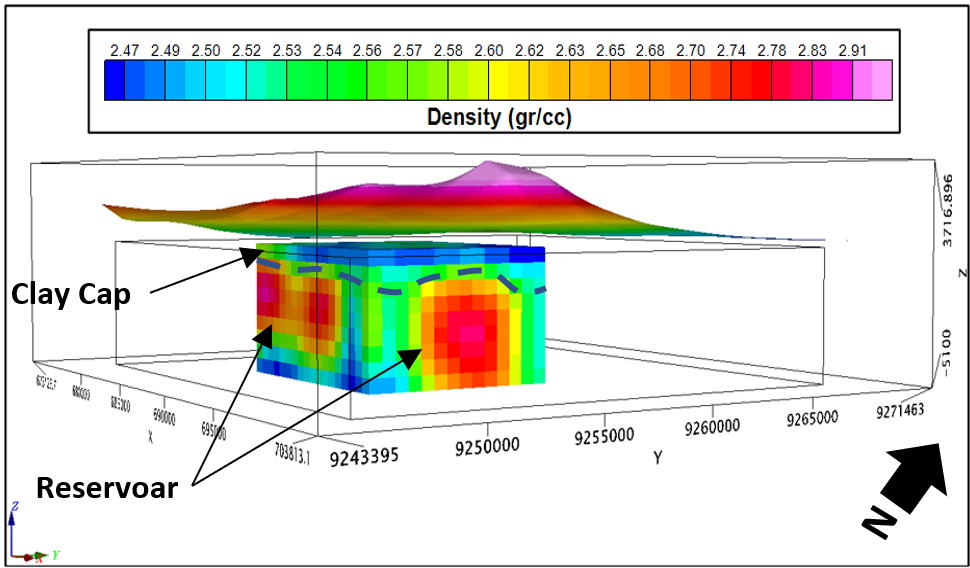 2.47 2.49 2.50 2.52 2.53 2.54 2.56 2.57 2.58 2.60 2.62 2.63 2.65 2.68 2.70 2.74 2.78 2.83 2.91
Density (gr/cc)
3716.896
Z
-5100
Clay Cap
680000
685000
690000
695000
703813.1
X
9243395
9250000
9255000
9260000
9265000
9271463
Y
Reservoar
N
Z
Y
X